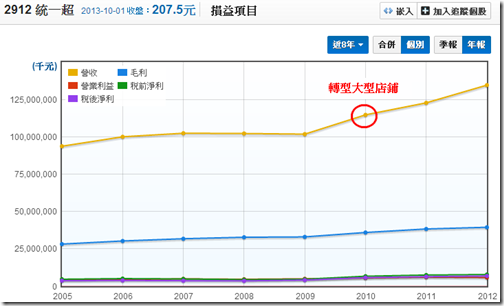 2912 統一超 2013-10-01 收盤：207.5元 損益項目 嵌入 加入追蹤個股
近8年 合併 個別 季報 年報
(千元)
營收 毛利
營業利益 稅前淨利
稅後淨利
轉型大型店鋪
125,000,000
100,000,000
75,000,000
50,000,000
25,000,000
0
2005 2006 2007 2008 2009 2010 2011 2012